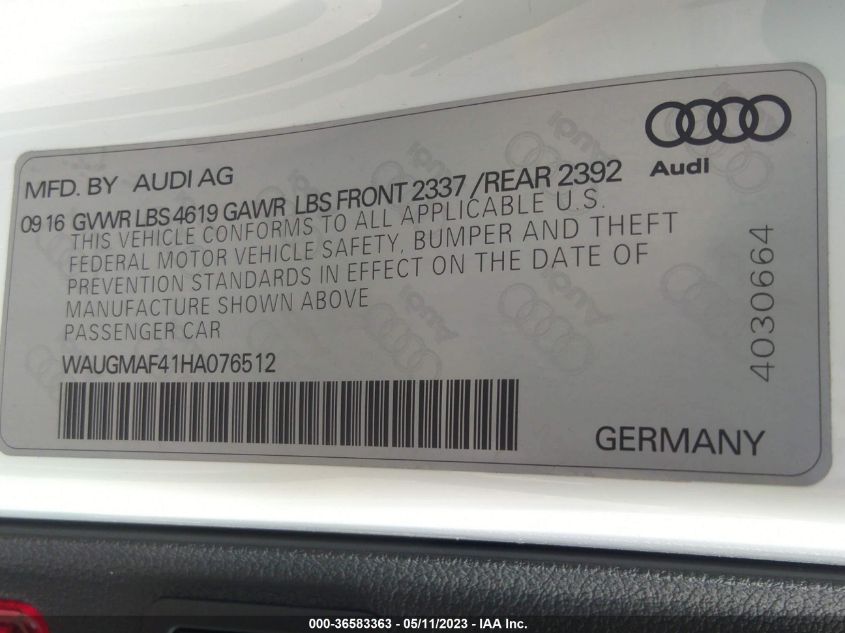 Audi
MFD. BY AUDI AG
09 16 GVWR LBS 4619 GAWR LBS FRONT 2337 /REAR 2392
THIS VEHICLE CONFORMS TO ALL APPLICABLE U.S.
FEDERAL MOTOR VEHICLE SAFETY, BUMPER AND THEFT
PREVENTION STANDARDS IN EFFECT ON THE DATE OF
MANUFACTURE SHOWN ABOVE
PASSENGER CAR
WAUGMAF41HA076512
GERMANY
4030664
000-36583363 - 05/11/2023 - IAA Inc.